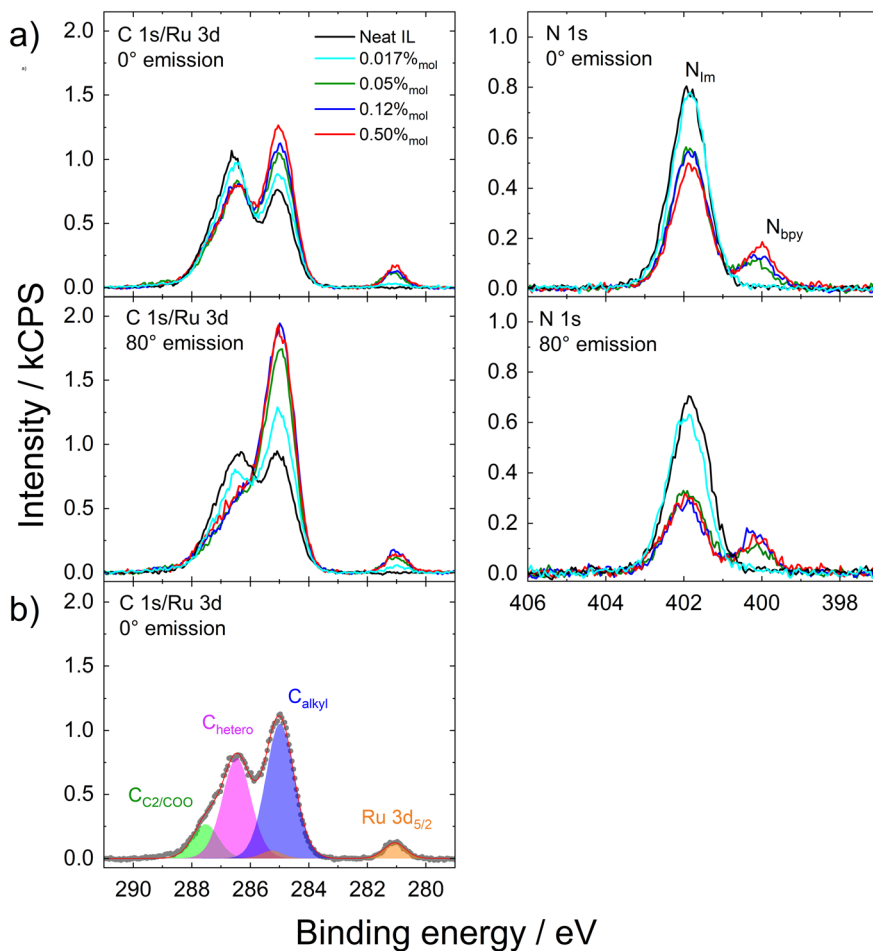 a)
a)
C 1s/Ru 3d
0° emission
Neat IL
0.017%mol
0.05%mol
0.12%mol
0.50%mol
2.0
1.5
1.0
0.5
0.0
N 1s
0° emission
N_Im
N_bpy
1.0
0.8
0.6
0.4
0.2
0.0
C 1s/Ru 3d
80° emission
2.0
1.5
1.0
0.5
0.0
N 1s
80° emission
1.0
0.8
0.6
0.4
0.2
0.0
406 404 402 400 398
Intensity / kCPS
b)
C 1s/Ru 3d
0° emission
2.0
1.5
1.0
0.5
0.0
C_C2/COO
C_hetero
C_alkyl
Ru 3d5/2
290 288 286 284 282 280
Binding energy / eV